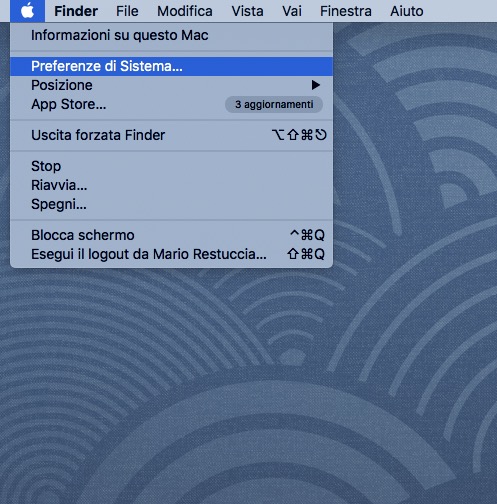 Finder File Modifica Vista Vai Finestra Aiuto
Informazioni su questo Mac
Preferenze di Sistema...
Posizione
App Store... 3 aggiornamenti
Uscita forzata Finder ⌥⇧⌘⎋
Stop
Riavvia...
Spegni...
Blocca schermo ^⌘Q
Esegui il logout da Mario Restuccia... ⇧⌘Q